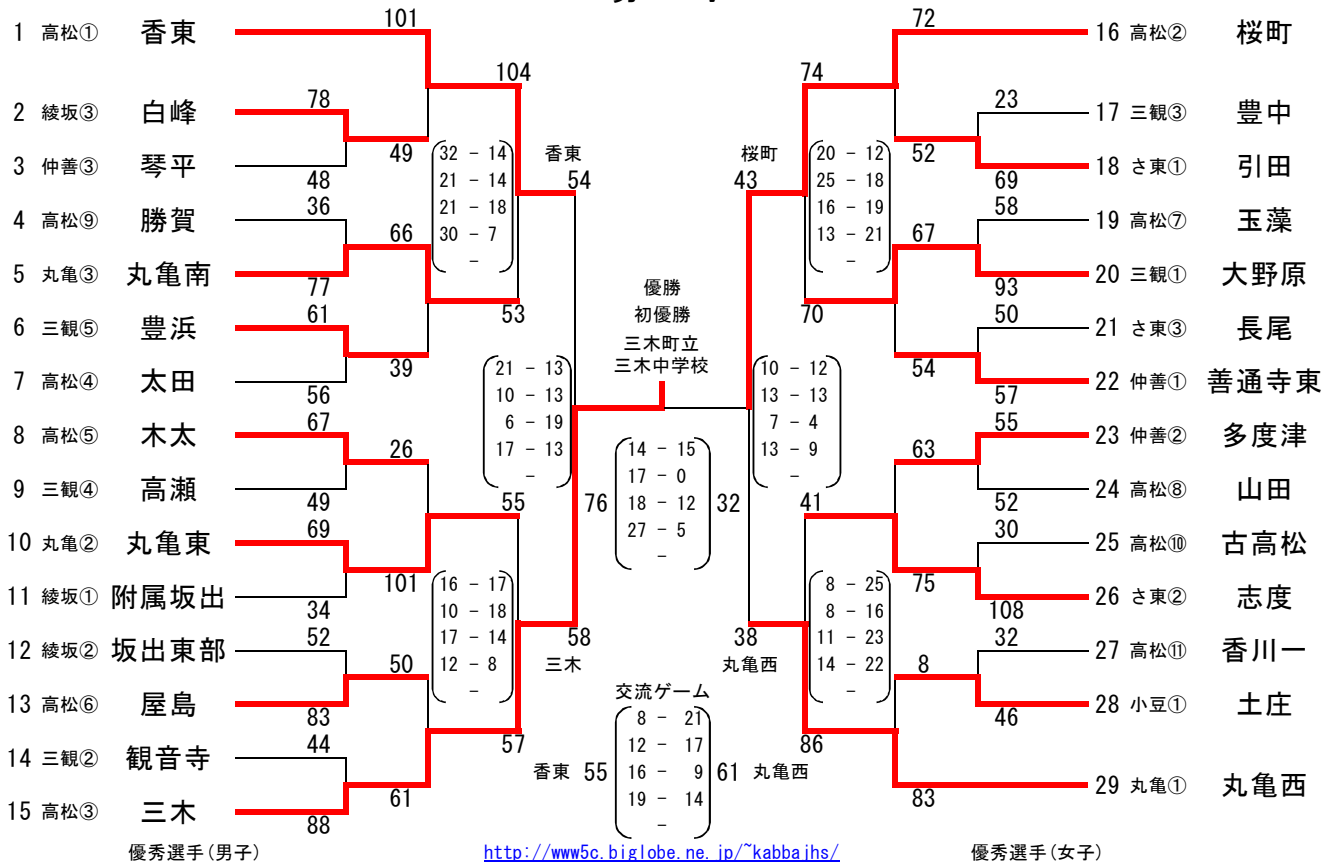 101
72
1 高松① 香東
16 高松② 桜町
104
74
78
23
2 綾坂③ 白峰
17 三観③ 豊中
49
52
3 仲善③ 琴平
18 さ東① 引田
48
69
32 - 14
21 - 14
21 - 18
30 - 7
-
香東
54
桜町
43
20 - 12
25 - 18
16 - 19
13 - 21
-
36
58
4 高松⑨ 勝賀
19 高松⑦ 玉藻
66
67
5 丸亀③ 丸亀南
20 三観① 大野原
77
93
53
70
優勝
初優勝
三木町立
三木中学校
61
50
6 三観⑤ 豊浜
21 さ東③ 長尾
39
54
7 高松④ 太田
22 仲善① 善通寺東
56
57
21 - 13
10 - 13
6 - 19
17 - 13
-
10 - 12
13 - 13
7 - 4
13 - 9
-
67
55
8 高松⑤ 木太
23 仲善② 多度津
26
63
9 三観④ 高瀬
24 高松⑧ 山田
49
52
55
41
76
14 - 15
17 - 0
18 - 12
27 - 5
-
32
69
30
10 丸亀② 丸亀東
25 高松⑩ 古高松
101
75
11 綾坂① 附属坂出
26 さ東② 志度
34
108
16 - 17
10 - 18
17 - 14
12 - 8
-
58
三木
38
丸亀西
8 - 25
8 - 16
11 - 23
14 - 22
-
52
32
12 綾坂② 坂出東部
27 高松⑪ 香川一
50
8
13 高松⑥ 屋島
28 小豆① 土庄
83
46
57
86
交流ゲーム
香東 55
8 - 21
12 - 17
16 - 9
19 - 14
-
61 丸亀西
44
14 三観② 観音寺
61
83
29 丸亀① 丸亀西
15 高松③ 三木
88
優秀選手(男子)
http://www5c.biglobe.ne.jp/~kabbajhs/
優秀選手(女子)